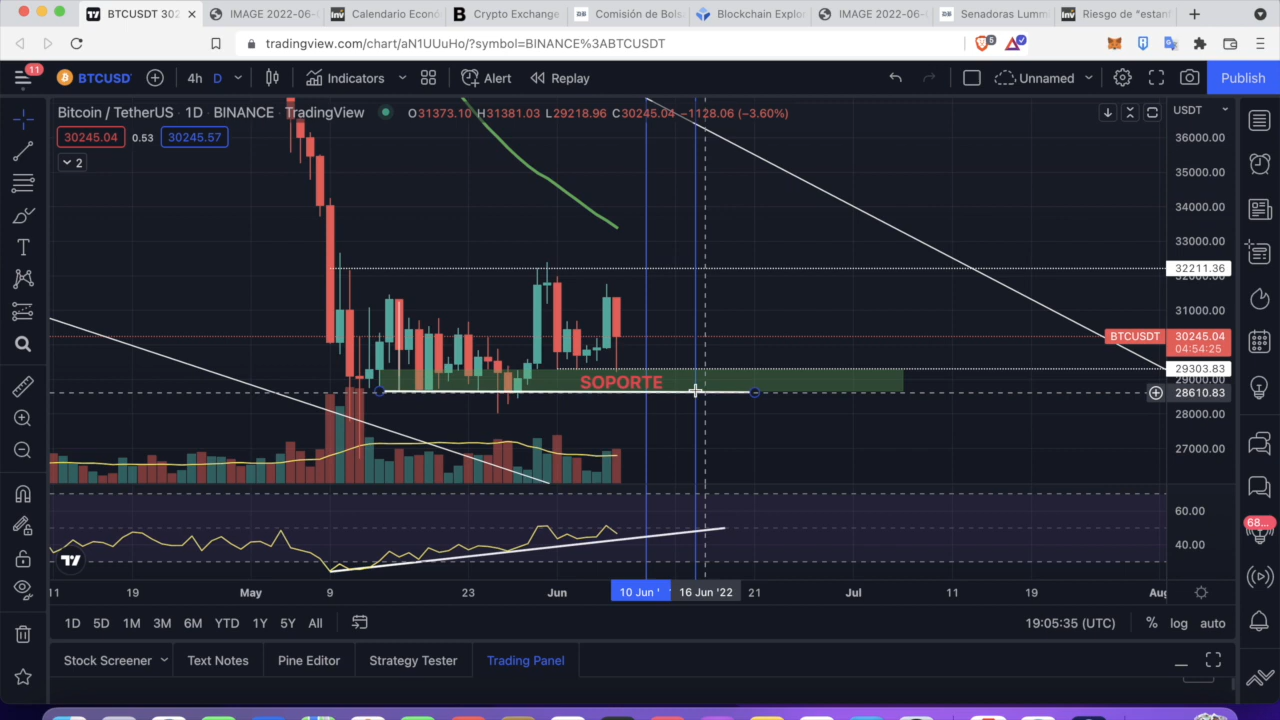 BTCUSDT 302
IMAGE 2022-06-
Calendario Econó
Crypto Exchange
Comisión de Bols
Blockchain Explo
IMAGE 2022-06-
Senadoras Lumm
Riesgo de “estanf
tradingview.com/chart/aN1UUuHo/?symbol=BINANCE%3ABTCUSDT
11
BTCUSD
4h
D
Indicators
Alert
Replay
Unnamed
Publish
Bitcoin / TetherUS · 1D · BINANCE TradingView
O31373.10 H31381.03 L29218.96 C30245.04 −1128.06 (−3.60%)
USDT
30245.04
0.53
30245.57
2
36000.00
35000.00
34000.00
33000.00
32211.36
31000.00
BTCUSDT
30245.04
04:54:25
29303.83
29000.00
28610.83
28000.00
27000.00
SOPORTE
60.00
40.00
11
19
May
9
23
Jun
10 Jun '
16 Jun '22
21
Jul
11
19
Aug
1D
5D
1M
3M
6M
YTD
1Y
5Y
All
19:05:35 (UTC)
%
log
auto
Stock Screener
Text Notes
Pine Editor
Strategy Tester
Trading Panel